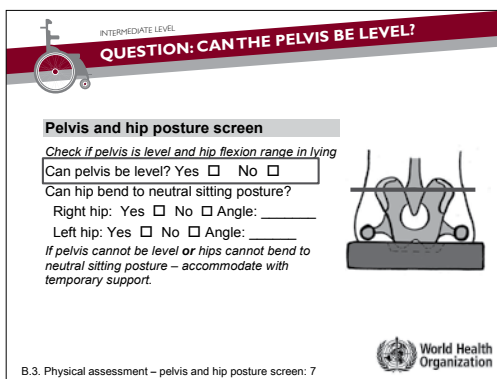 INTERMEDIATE LEVEL
QUESTION: CAN THE PELVIS BE LEVEL?
Pelvis and hip posture screen
Check if pelvis is level and hip flexion range in lying
Can pelvis be level? Yes ☐ No ☐
Can hip bend to neutral sitting posture?
Right hip: Yes ☐ No ☐ Angle: _______
Left hip: Yes ☐ No ☐ Angle: ______
If pelvis cannot be level or hips cannot bend to
neutral sitting posture – accommodate with
temporary support.
World Health
Organization
B.3. Physical assessment – pelvis and hip posture screen: 7